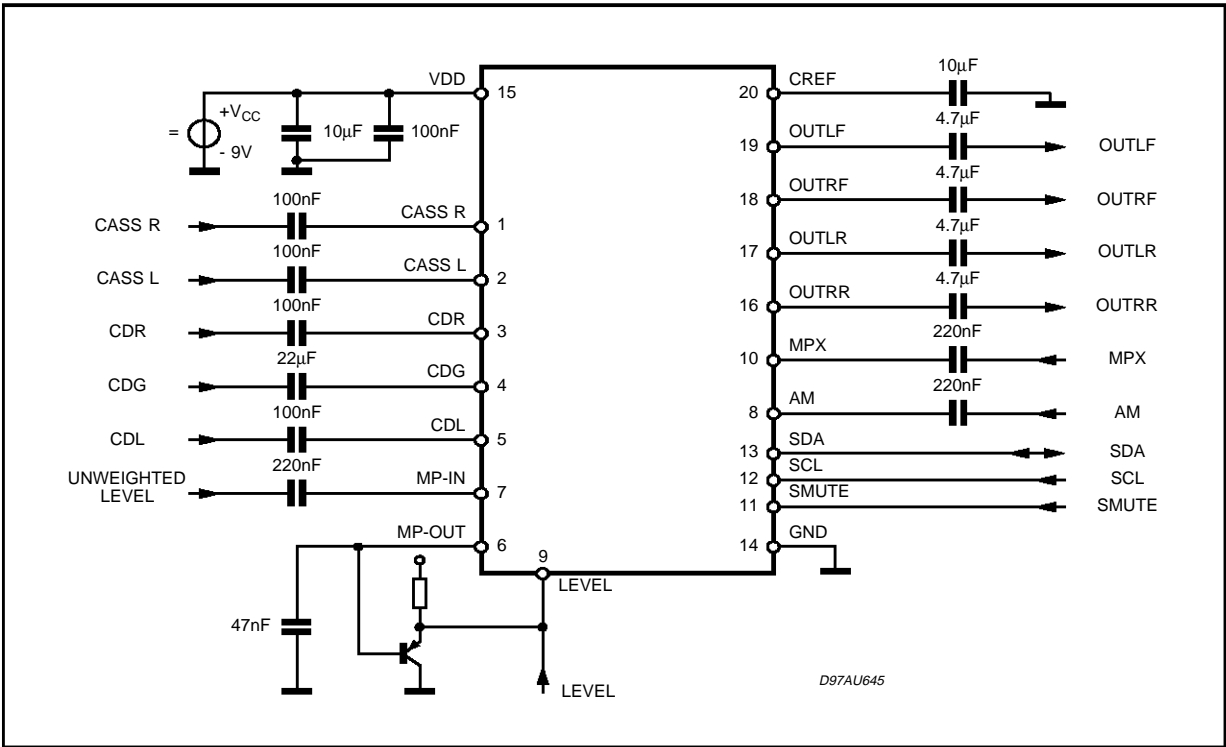 VDD
15
+VCC
=
- 9V
10µF
100nF
CASS R
100nF
CASS R
1
CASS L
100nF
CASS L
2
CDR
100nF
CDR
3
CDG
22µF
CDG
4
CDL
100nF
CDL
5
UNWEIGHTED
LEVEL
220nF
MP-IN
7
MP-OUT
6
47nF
9
LEVEL
LEVEL
20
CREF
10µF
19
OUTLF
4.7µF
OUTLF
18
OUTRF
4.7µF
OUTRF
17
OUTLR
4.7µF
OUTLR
16
OUTRR
4.7µF
OUTRR
10
MPX
220nF
MPX
8
AM
220nF
AM
13
SDA
SDA
12
SCL
SCL
11
SMUTE
SMUTE
14
GND
D97AU645